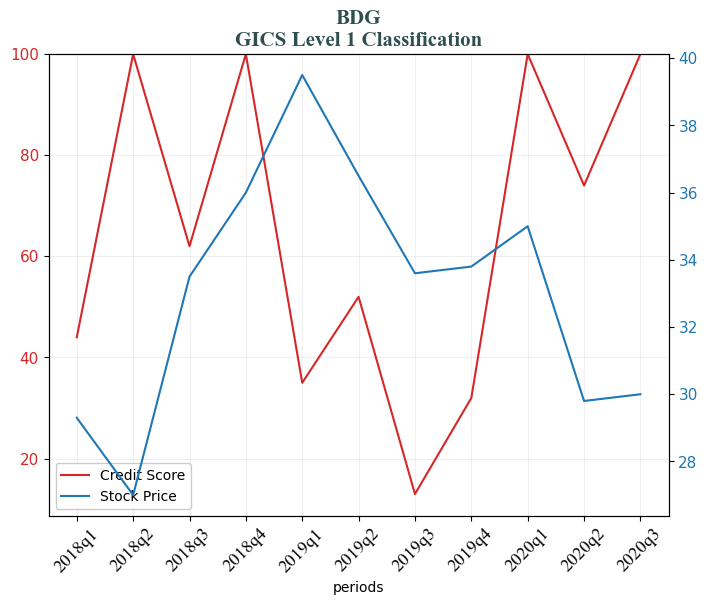 BDG
GICS Level 1 Classification
100
80
60
40
20
40
38
36
34
32
30
28
Credit Score
Stock Price
2018q1
2018q2
2018q3
2018q4
2019q1
2019q2
2019q3
2019q4
2020q1
2020q2
2020q3
periods